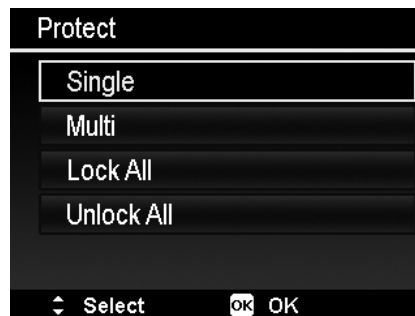 Protect
Single
Multi
Lock All
Unlock All
Select OK OK